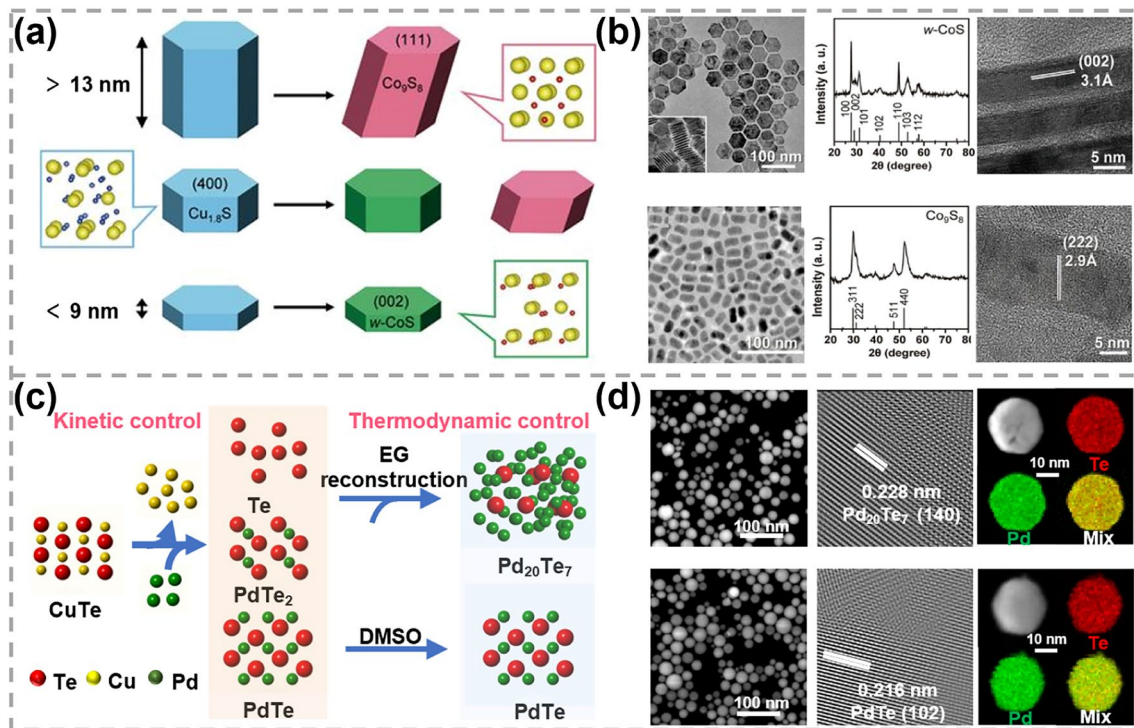 (a)
> 13 nm
(111)
Co₉S₈
(400)
Cu₁.₈S
< 9 nm
(002)
w-CoS
(b)
100 nm
w-CoS
Intensity (a. u.)
100
002
101
102
110
103
112
20 30 40 50 60 70 80
2θ (degree)
(002)
3.1Å
5 nm
100 nm
Co₉S₈
Intensity (a. u.)
311
222
511
440
20 30 40 50 60 70 80
2θ (degree)
(222)
2.9Å
5 nm
(c)
Kinetic control
Thermodynamic control
CuTe
Te
PdTe₂
PdTe
EG
reconstruction
Pd₂₀Te₇
DMSO
PdTe
Te Cu Pd
(d)
100 nm
0.228 nm
Pd₂₀Te₇ (140)
Te
10 nm
Pd
Mix
100 nm
0.216 nm
PdTe (102)
Te
10 nm
Pd
Mix